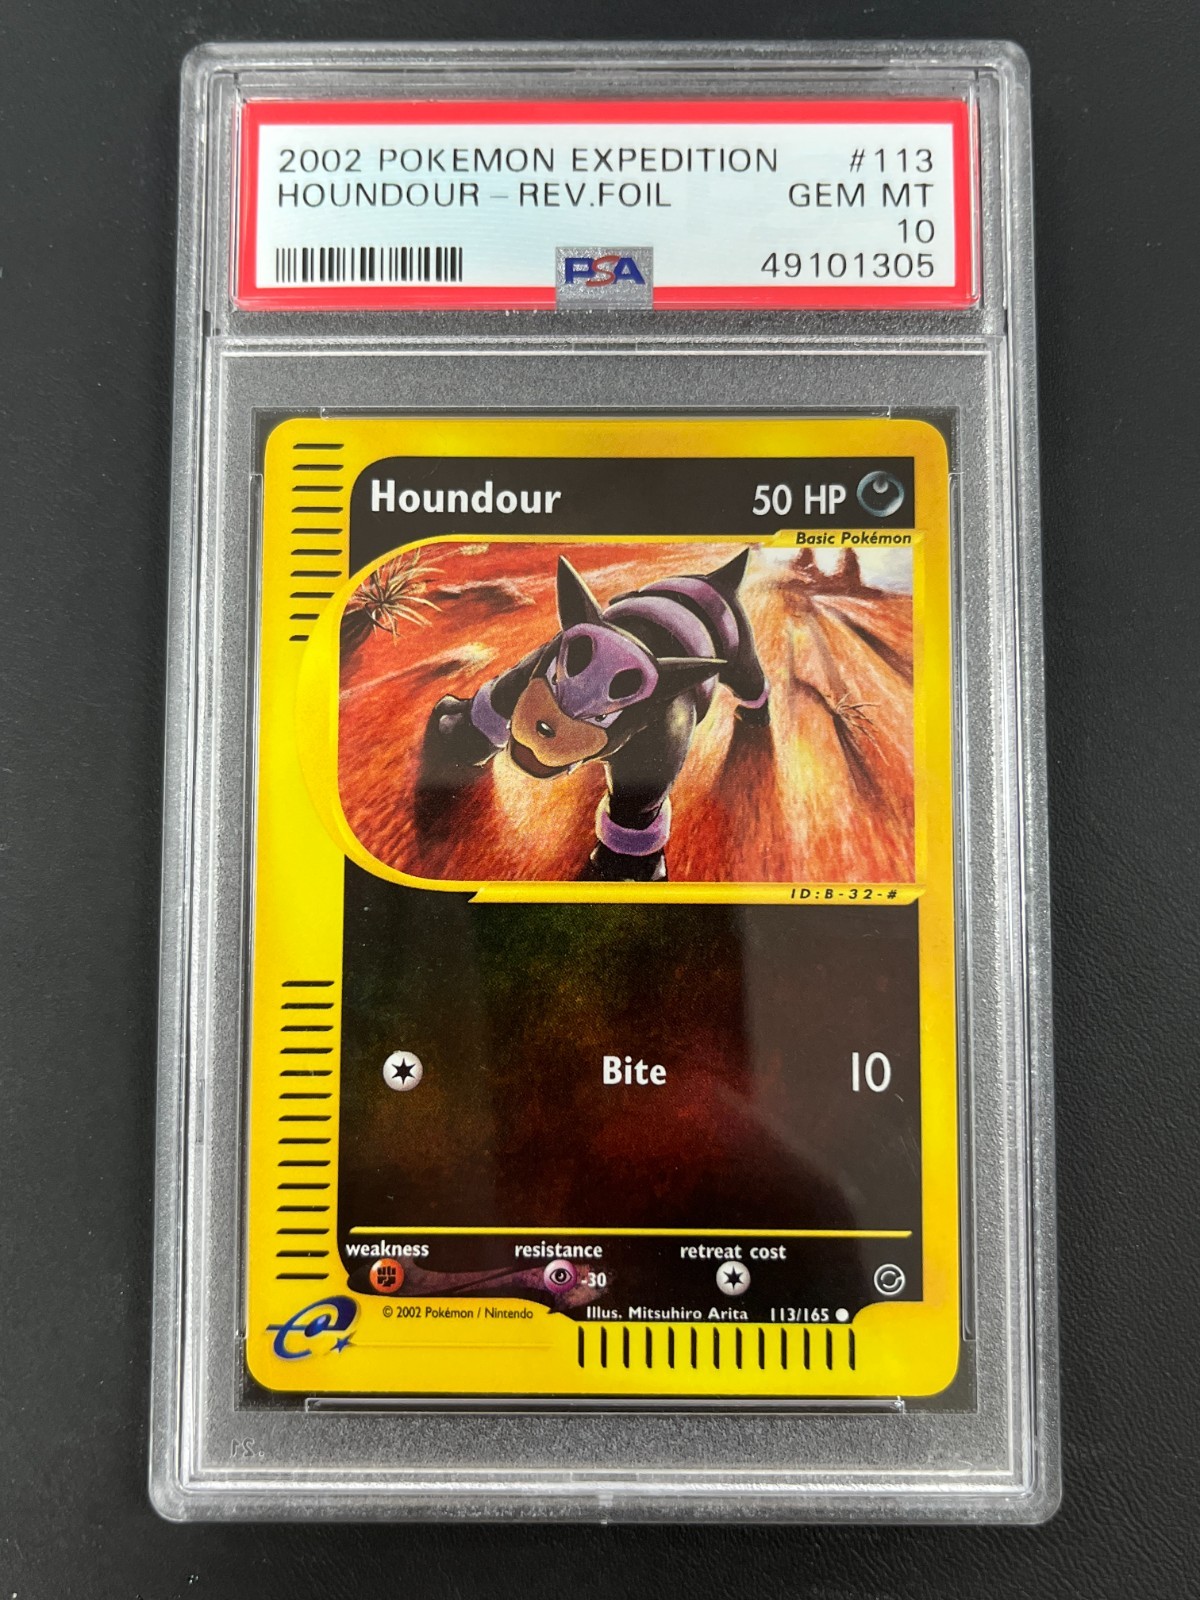 2002 POKEMON EXPEDITION #113
HOUNDOUR - REV.FOIL GEM MT
10
PSA 49101305
Houndour 50 HP
Basic Pokémon
ID:B-32-#
Bite 10
weakness resistance retreat cost
-30
© 2002 Pokémon / Nintendo Illus. Mitsuhiro Arita 113/165